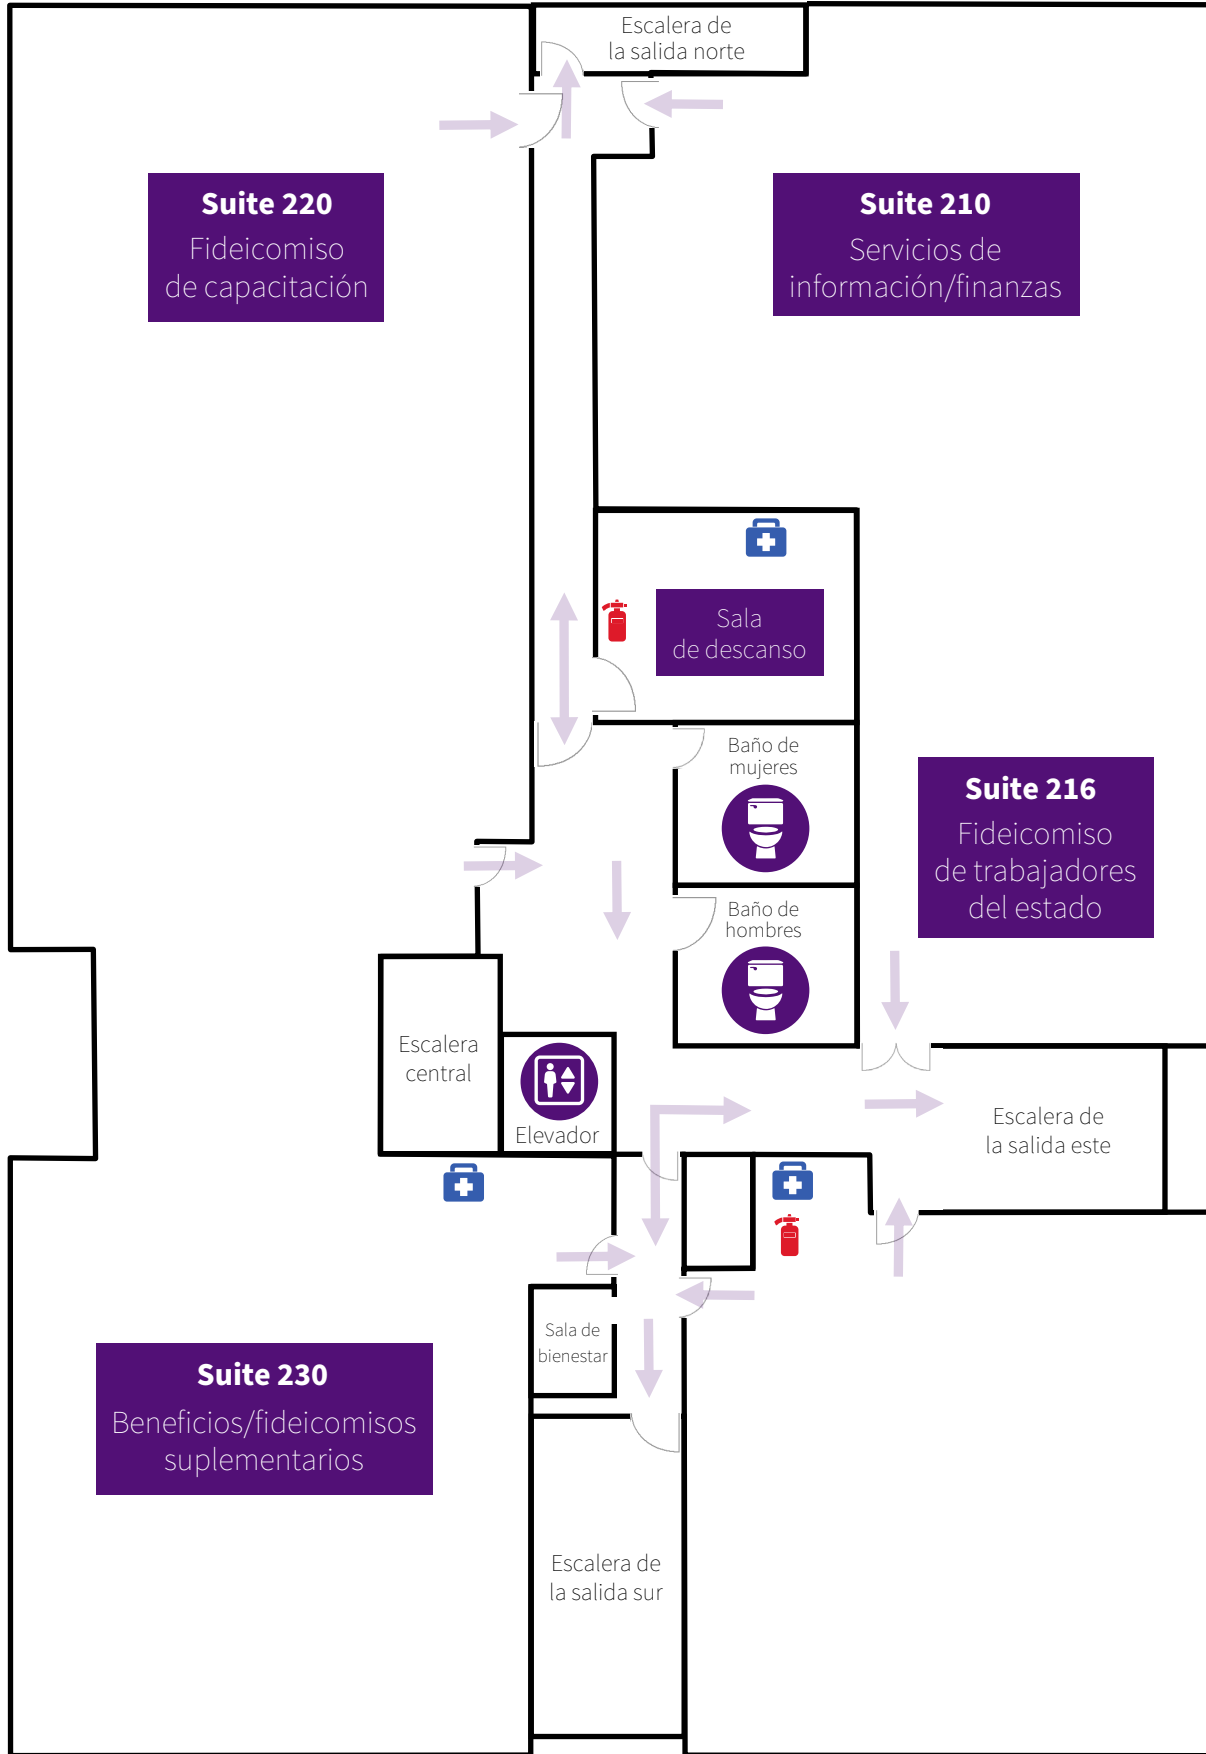 Escalera de
la salida norte
Suite 220
Fideicomiso
de capacitación
Suite 210
Servicios de
información/finanzas
Sala
de descanso
Baño de
mujeres
Suite 216
Fideicomiso
de trabajadores
del estado
Baño de
hombres
Escalera
central
Elevador
Escalera de
la salida este
Sala de
bienestar
Suite 230
Beneficios/fideicomisos
suplementarios
Escalera de
la salida sur